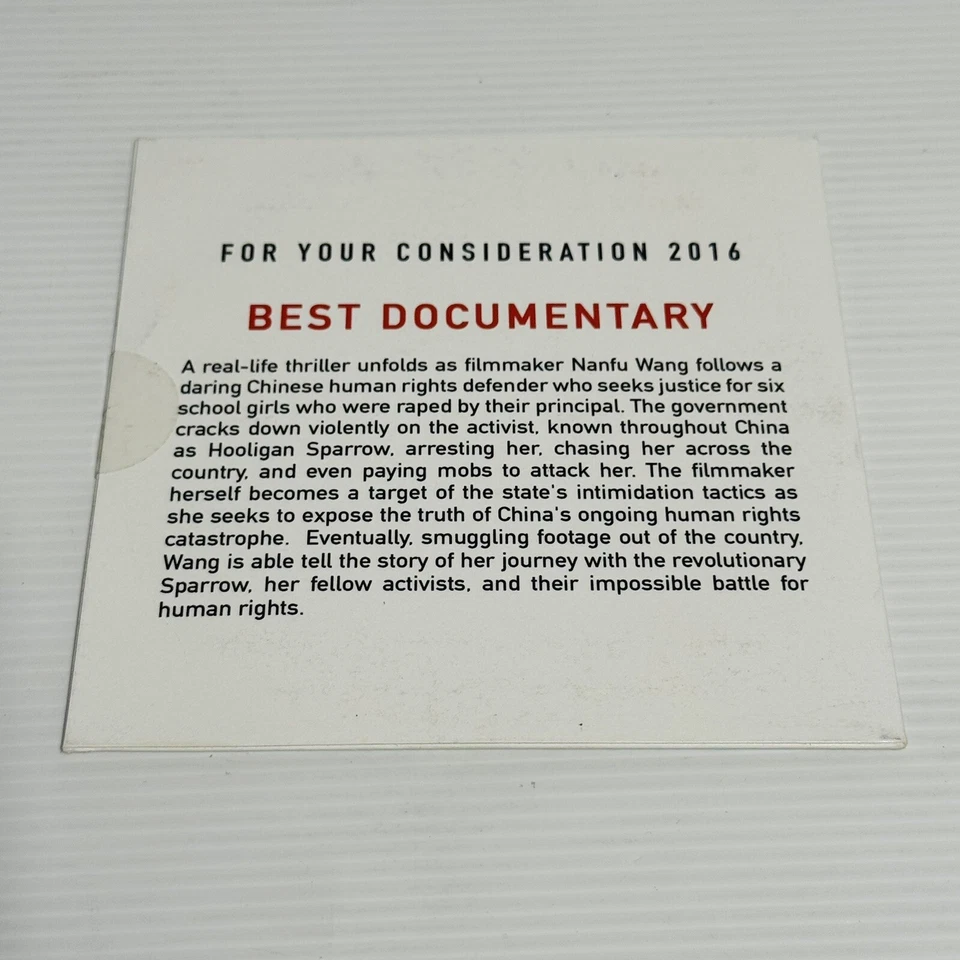 FOR YOUR CONSIDERATION 2016
BEST DOCUMENTARY
A real-life thriller unfolds as filmmaker Nanfu Wang follows a
daring Chinese human rights defender who seeks justice for six
school girls who were raped by their principal. The government
cracks down violently on the activist, known throughout China
as Hooligan Sparrow, arresting her, chasing her across the
country, and even paying mobs to attack her. The filmmaker
herself becomes a target of the state's intimidation tactics as
she seeks to expose the truth of China's ongoing human rights
catastrophe. Eventually, smuggling footage out of the country,
Wang is able tell the story of her journey with the revolutionary
Sparrow, her fellow activists, and their impossible battle for
human rights.